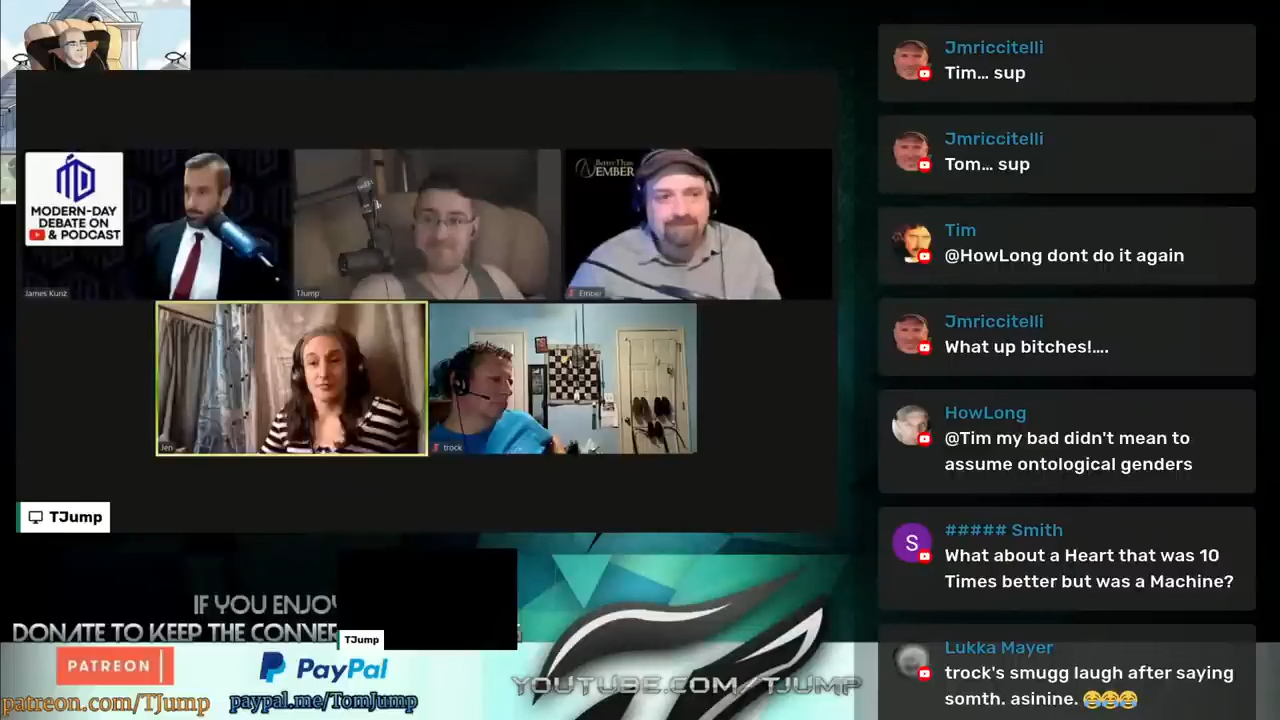 MODERN-DAY
DEBATE ON
& PODCAST
James Kunz
TJump
EMBER
Ember
Jen
trock
TJump
IF YOU ENJOY
DONATE TO KEEP THE CONVER
TJump
PATREON
PayPal
patreon.com/TJump
paypal.me/TomJump
YOUTUBE.COM/TJUMP
Jmriccitelli
Tim... sup
Jmriccitelli
Tom... sup
Tim
@HowLong dont do it again
Jmriccitelli
What up bitches!....
HowLong
@Tim my bad didn't mean to
assume ontological genders
S
##### Smith
What about a Heart that was 10
Times better but was a Machine?
Lukka Mayer
trock's smugg laugh after saying
somth. asinine. 😂😂😂